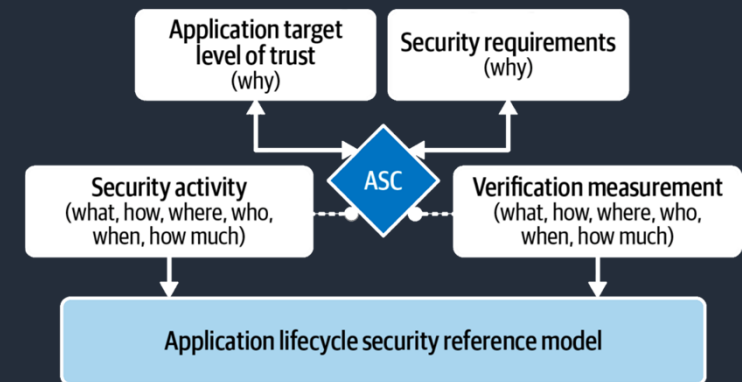 Application target
level of trust
(why)
Security requirements
(why)
ASC
Security activity
(what, how, where, who,
when, how much)
Verification measurement
(what, how, where, who,
when, how much)
Application lifecycle security reference model